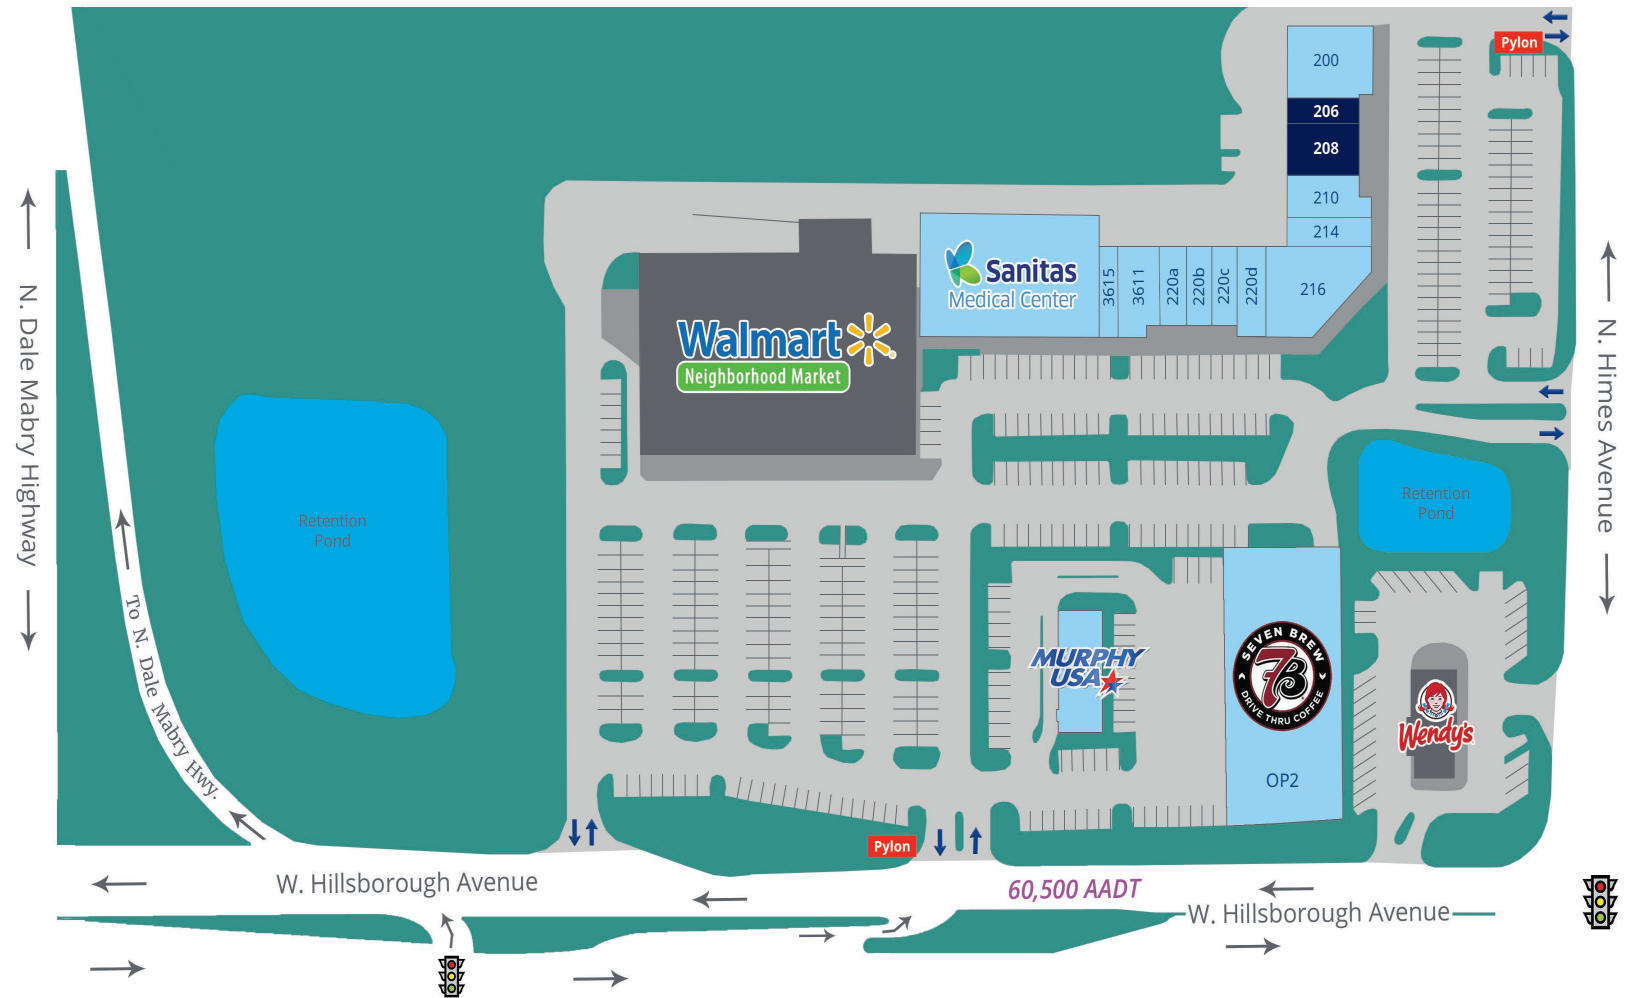 200
Pylon
206
208
210
214
Sanitas
Medical Center
3615
3611
220a
220b
220c
220d
216
Walmart
Neighborhood Market
N. Dale Mabry Highway
N. Himes Avenue
Retention
Pond
Retention
Pond
To N. Dale Mabry Hwy.
MURPHY
USA
SEVEN BREW
7B
DRIVE THRU COFFEE
Wendy's
OP2
Pylon
W. Hillsborough Avenue
60,500 AADT
W. Hillsborough Avenue